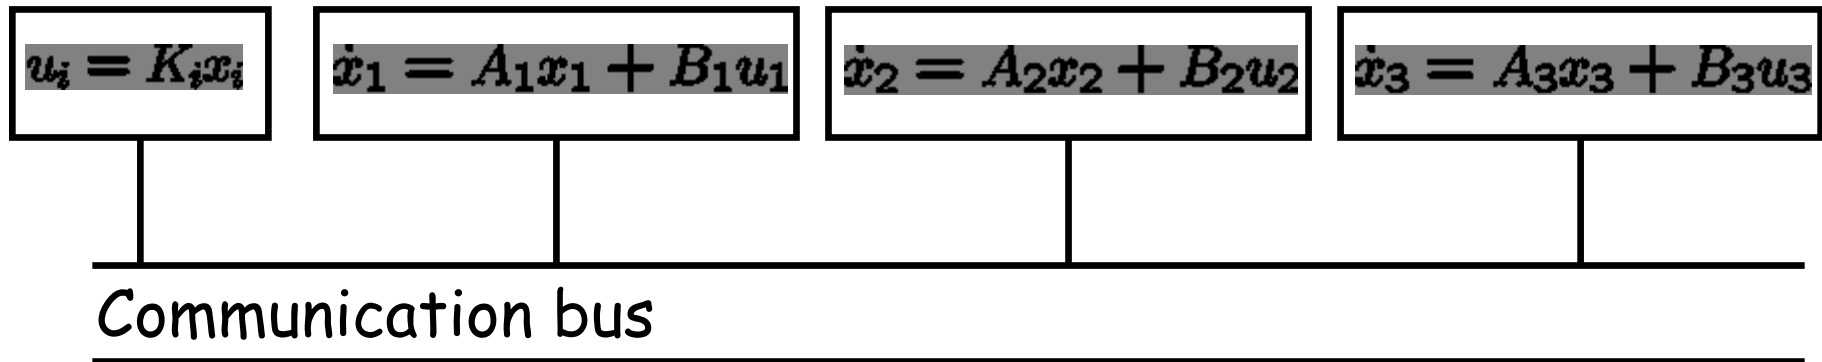 u_i = K_i x_i
ẋ_1 = A_1 x_1 + B_1 u_1
ẋ_2 = A_2 x_2 + B_2 u_2
ẋ_3 = A_3 x_3 + B_3 u_3
Communication bus